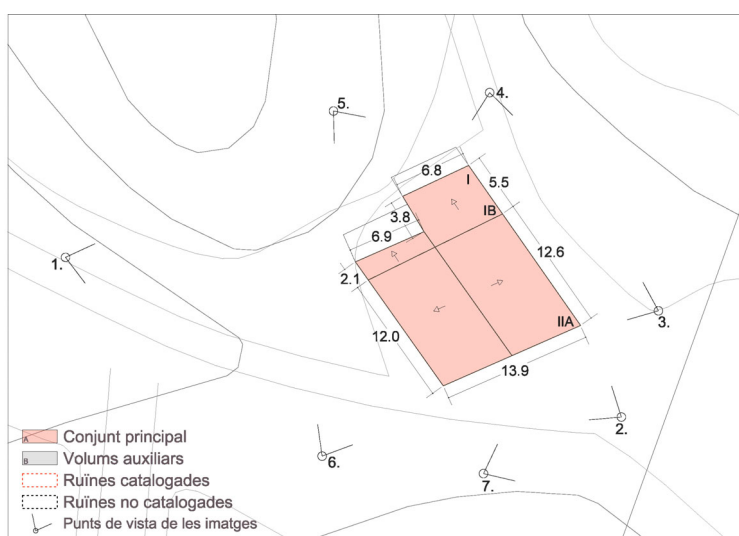 5.
4.
6.8
I
5.5
3.8
IB
6.9
12.6
1.
2.1
IIA
3.
12.0
13.9
2.
A Conjunt principal
6.
B Volums auxiliars
7.
Ruïnes catalogades
Ruïnes no catalogades
Punts de vista de les imatges